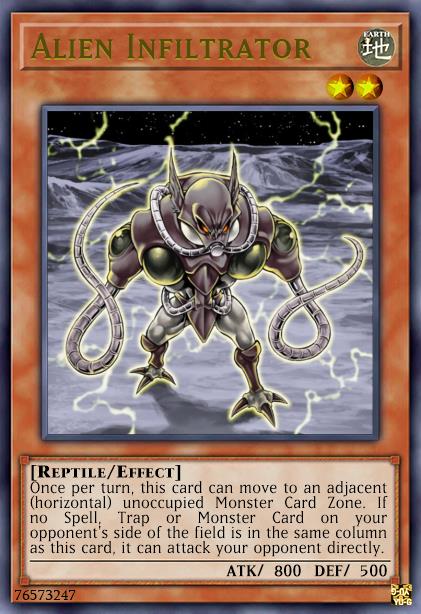 ALIEN INFILTRATOR
EARTH
地
[REPTILE/EFFECT]
Once per turn, this card can move to an adjacent
(horizontal) unoccupied Monster Card Zone. If
no Spell, Trap or Monster Card on your
opponent's side of the field is in the same column
as this card, it can attack your opponent directly.
ATK/ 800 DEF/ 500
76573247